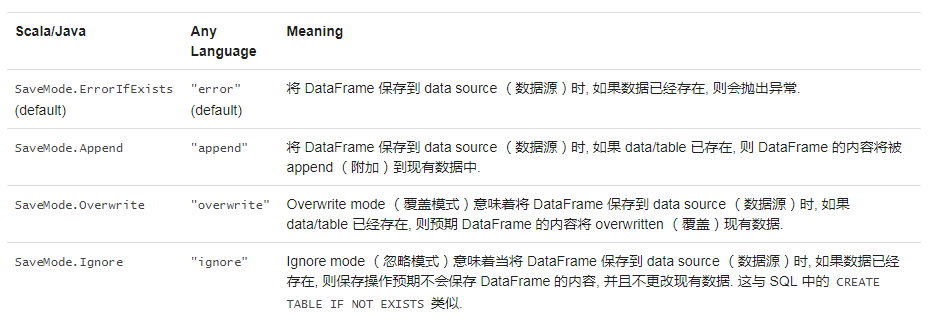 Scala/Java Any Language Meaning
SaveMode.ErrorIfExists (default) "error" (default) 将 DataFrame 保存到 data source （数据源）时, 如果数据已经存在, 则会抛出异常.
SaveMode.Append "append" 将 DataFrame 保存到 data source （数据源）时, 如果 data/table 已存在, 则 DataFrame 的内容将被
append （附加）到现有数据中.
SaveMode.Overwrite "overwrite" Overwrite mode （覆盖模式）意味着将 DataFrame 保存到 data source （数据源）时, 如果
data/table 已经存在, 则预期 DataFrame 的内容将 overwritten （覆盖）现有数据.
SaveMode.Ignore "ignore" Ignore mode （忽略模式）意味着当将 DataFrame 保存到 data source （数据源）时, 如果数据已经
存在, 则保存操作预期不会保存 DataFrame 的内容, 并且不更改现有数据. 这与 SQL 中的 CREATE
TABLE IF NOT EXISTS 类似.